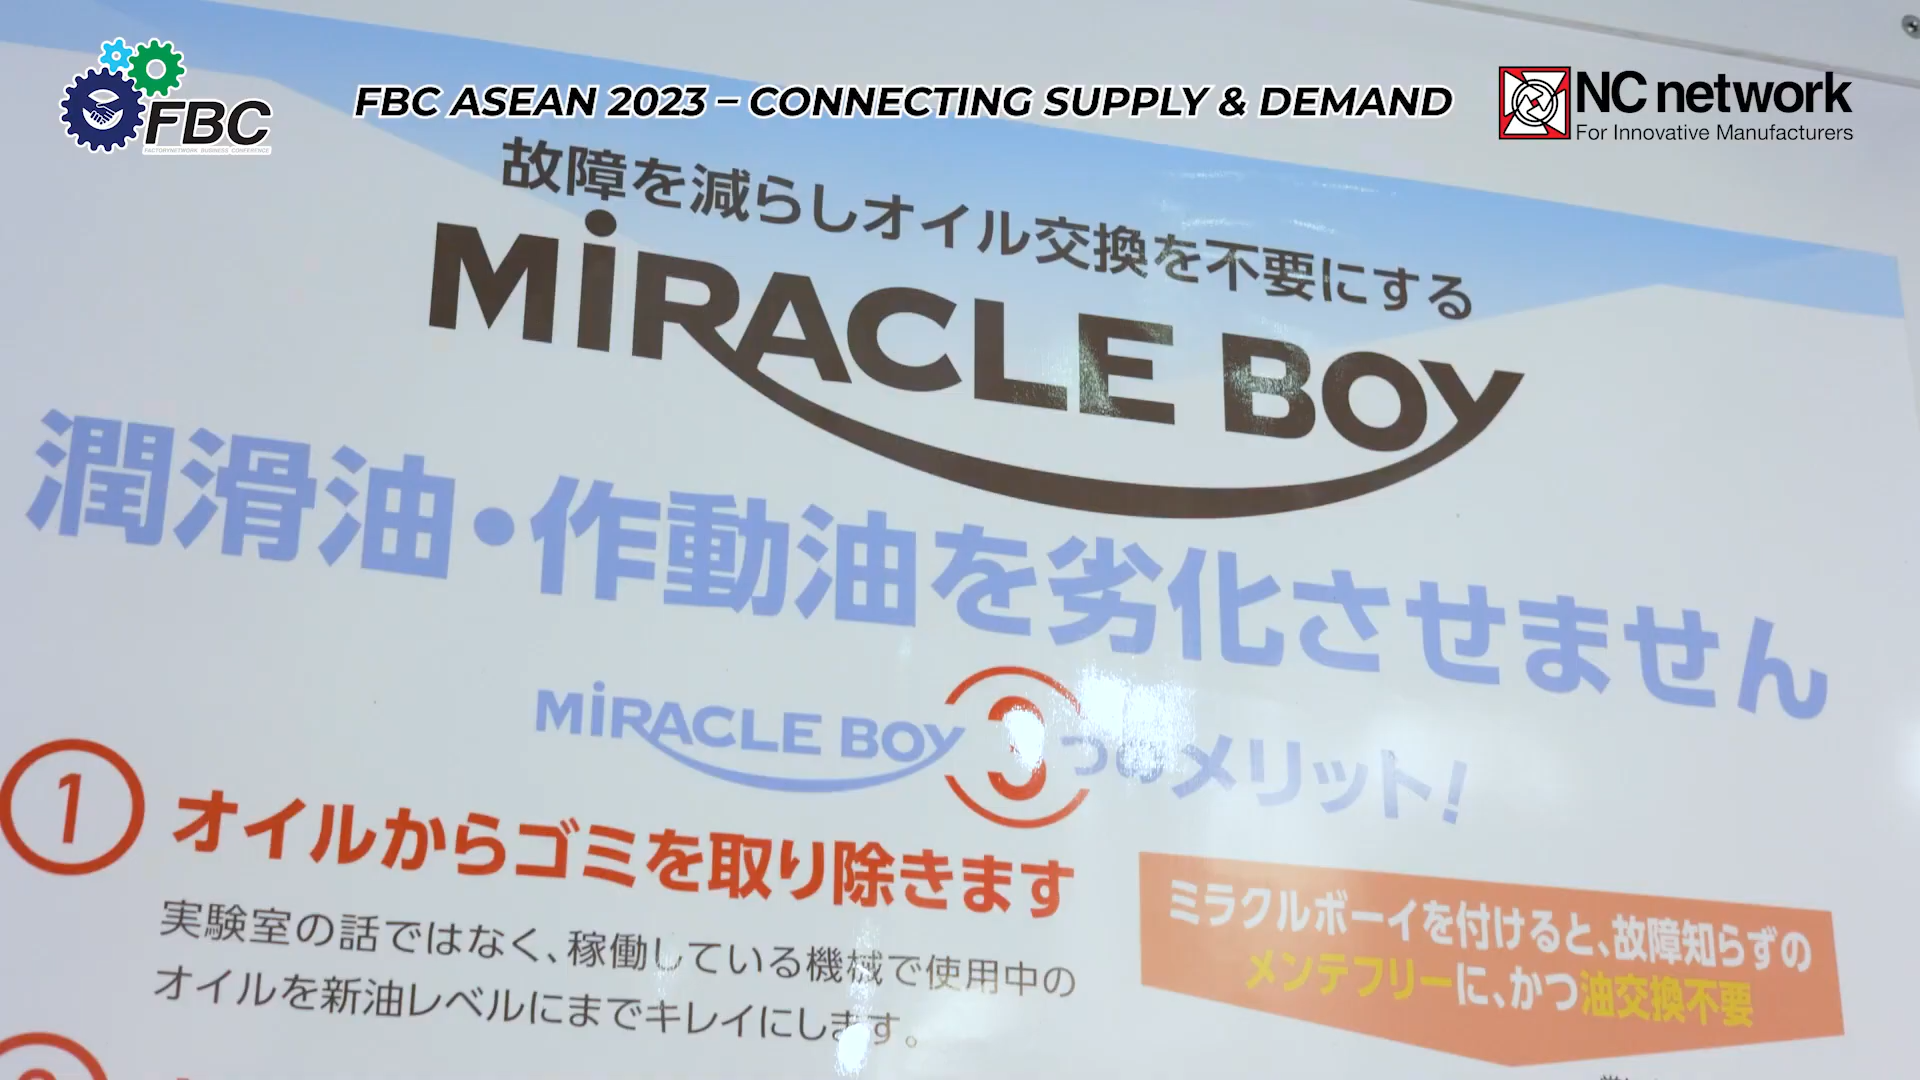 FBC
FACTORYNETWORK BUSINESS CONFERENCE
FBC ASEAN 2023 – CONNECTING SUPPLY & DEMAND
NC network
For Innovative Manufacturers
故障を減らしオイル交換を不要にする
MiRACLE BOY
潤滑油・作動油を劣化させません
MiRACLE BOY 3つのメリット!
1 オイルからゴミを取り除きます
実験室の話ではなく、稼働している機械で使用中の
オイルを新油レベルにまでキレイにします。
ミラクルボーイを付けると、故障知らずの
メンテフリーに、かつ油交換不要